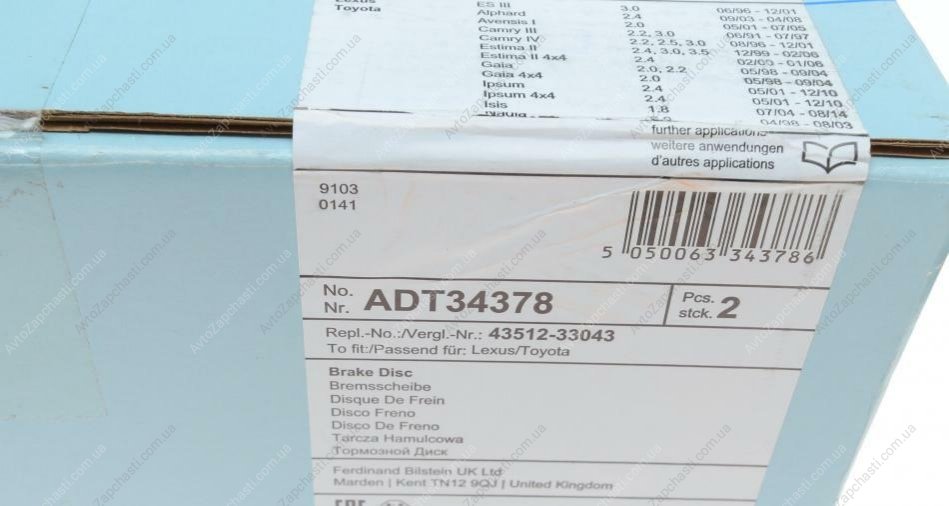 Toyota
ES III 3.0 06/96 - 12/01
Alphard 2.4 09/03 - 04/08
Avensis I 2.0 05/01 - 07/05
Camry III 2.2, 3.0 06/91 - 07/97
Camry IV 2.2, 2.5, 3.0 08/96 - 12/01
Estima II 2.4, 3.0, 3.5 12/99 - 02/06
Estima II 4x4 2.4 02/00 - 01/06
Gaia 2.0, 2.2 05/98 - 09/04
Gaia 4x4 2.0 05/98 - 09/04
Ipsum 2.4 05/01 - 12/10
Ipsum 4x4 2.4 05/01 - 12/10
Isis 1.8 07/04 - 08/14
04/98 - 08/03
further applications
weitere anwendungen
d'autres applications
9103
0141
5 050063 343786
No.
Nr. ADT34378
Pcs.
stck. 2
Repl.-No.:/Vergl.-Nr.: 43512-33043
To fit:/Passend für: Lexus/Toyota
Brake Disc
Bremsscheibe
Disque De Frein
Disco Freno
Disco De Freno
Tarcza Hamulcowa
Тормозной Диск
Ferdinand Bilstein UK Ltd
Marden | Kent TN12 9QJ | United Kingdom
AvtoZapchasti.com.ua